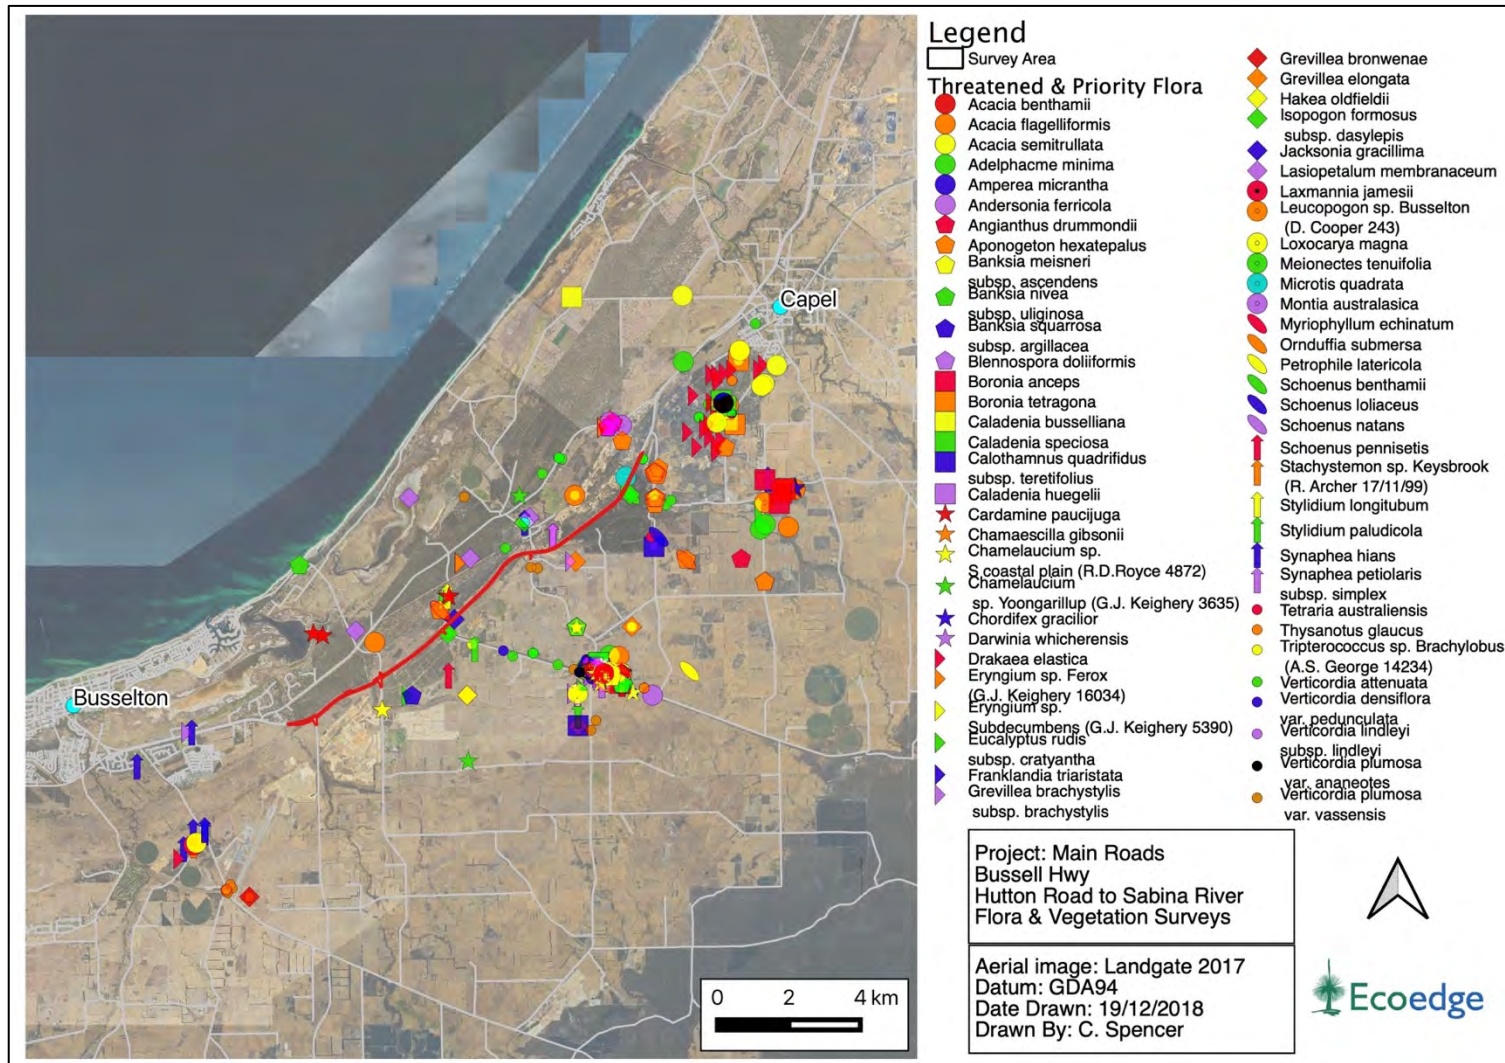 Capel
Busselton
0 2 4 km
Legend
Survey Area
Threatened & Priority Flora
Acacia benthamii
Acacia flagelliformis
Acacia semitrullata
Adelphacme minima
Amperea micrantha
Andersonia ferricola
Angianthus drummondii
Aponogeton hexatepalus
Banksia meisneri
subsp. ascendens
Banksia nivea
subsp. uliginosa
Banksia squarrosa
subsp. argillacea
Blennospora doliiformis
Boronia anceps
Boronia tetragona
Caladenia busselliana
Caladenia speciosa
Calothamnus quadrifidus
subsp. teretifolius
Caladenia huegelii
Cardamine paucijuga
Chamaescilla gibsonii
Chamelaucium sp.
S coastal plain (R.D.Royce 4872)
Chamelaucium
sp. Yoongarillup (G.J. Keighery 3635)
Chordifex gracilior
Darwinia whicherensis
Drakaea elastica
Eryngium sp. Ferox
(G.J. Keighery 16034)
Eryngium sp.
Subdecumbens (G.J. Keighery 5390)
Eucalyptus rudis
subsp. cratyantha
Franklandia triaristata
Grevillea brachystylis
subsp. brachystylis
Grevillea bronwenae
Grevillea elongata
Hakea oldfieldii
Isopogon formosus
subsp. dasylepis
Jacksonia gracillima
Lasiopetalum membranaceum
Laxmannia jamesii
Leucopogon sp. Busselton
(D. Cooper 243)
Loxocarya magna
Meionectes tenuifolia
Microtis quadrata
Montia australasica
Myriophyllum echinatum
Ornduffia submersa
Petrophile latericola
Schoenus benthamii
Schoenus loliaceus
Schoenus natans
Schoenus pennisetis
Stachystemon sp. Keysbrook
(R. Archer 17/11/99)
Stylidium longitubum
Stylidium paludicola
Synaphea hians
Synaphea petiolaris
subsp. simplex
Tetraria australiensis
Thysanotus glaucus
Tripterococcus sp. Brachylobus
(A.S. George 14234)
Verticordia attenuata
Verticordia densiflora
var. pedunculata
Verticordia lindleyi
subsp. lindleyi
Verticordia plumosa
var. ananeotes
Verticordia plumosa
var. vassensis
Project: Main Roads
Bussell Hwy
Hutton Road to Sabina River
Flora & Vegetation Surveys
Aerial image: Landgate 2017
Datum: GDA94
Date Drawn: 19/12/2018
Drawn By: C. Spencer
Ecoedge